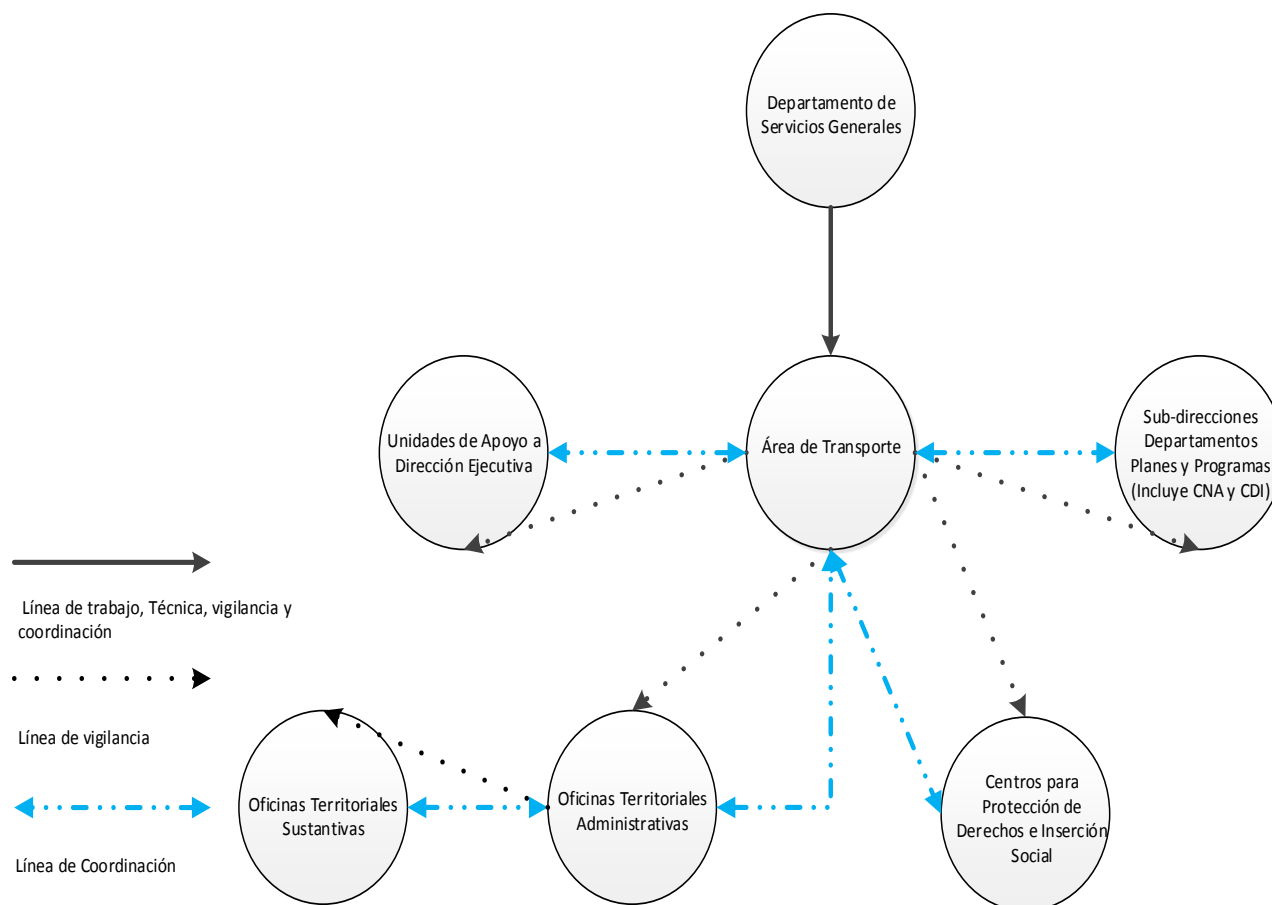 Departamento de
Servicios Generales
Unidades de Apoyo a
Dirección Ejecutiva
Área de Transporte
Sub-direcciones
Departamentos
Planes y Programas
(Incluye CNA y CDI)
Línea de trabajo, Técnica, vigilancia y
coordinación
Línea de vigilancia
Línea de Coordinación
Oficinas Territoriales
Sustantivas
Oficinas Territoriales
Administrativas
Centros para
Protección de
Derechos e Inserción
Social